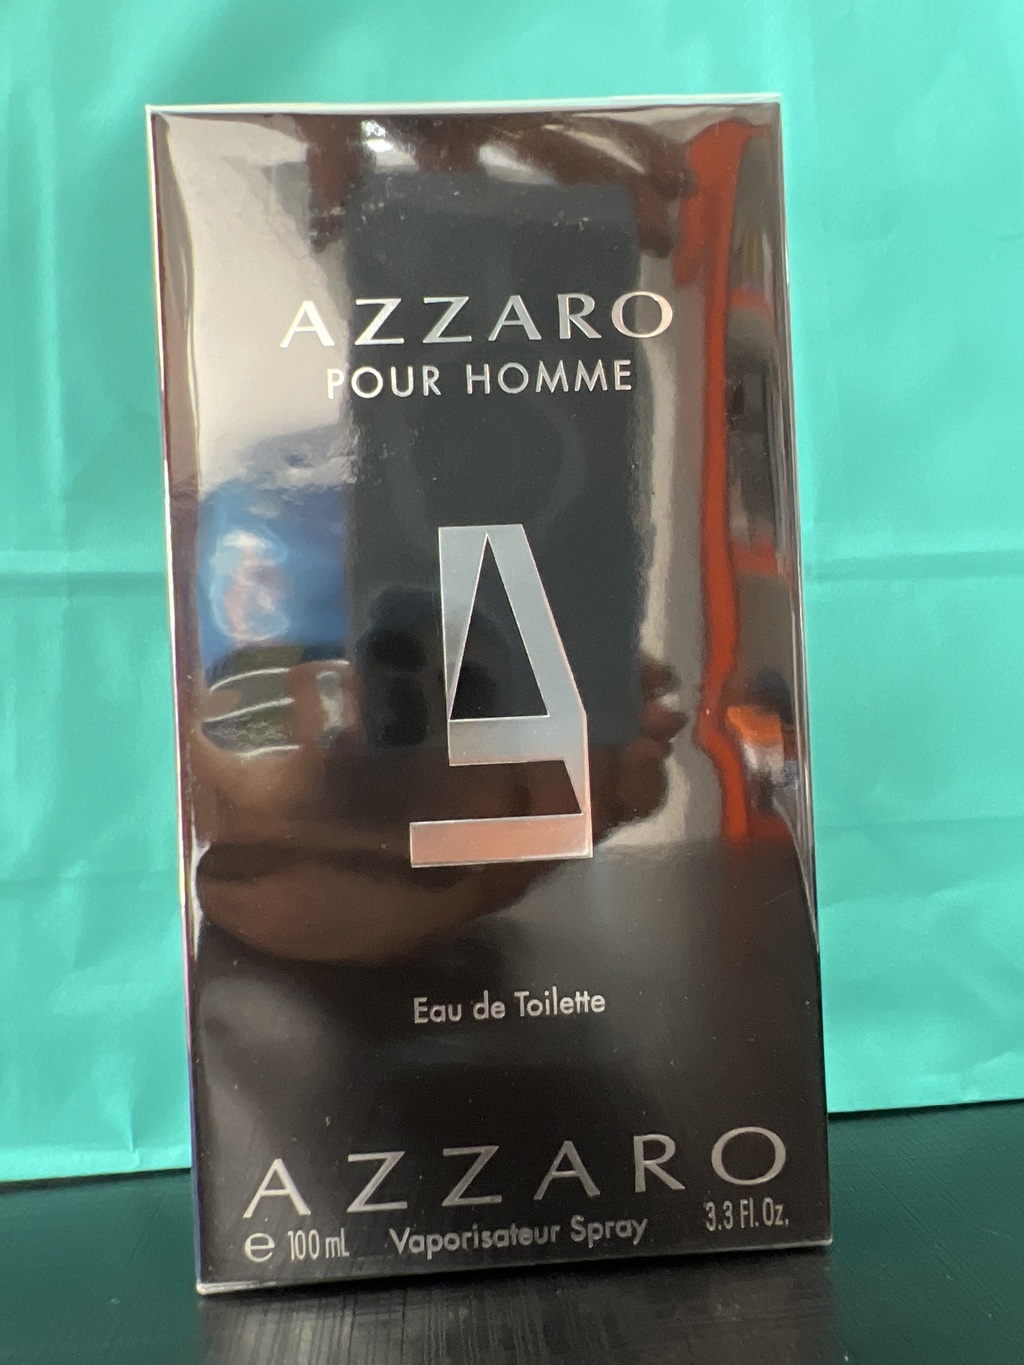 AZZARO
POUR HOMME
Eau de Toilette
AZZARO
℮ 100 mL Vaporisateur Spray 3.3 Fl. Oz.